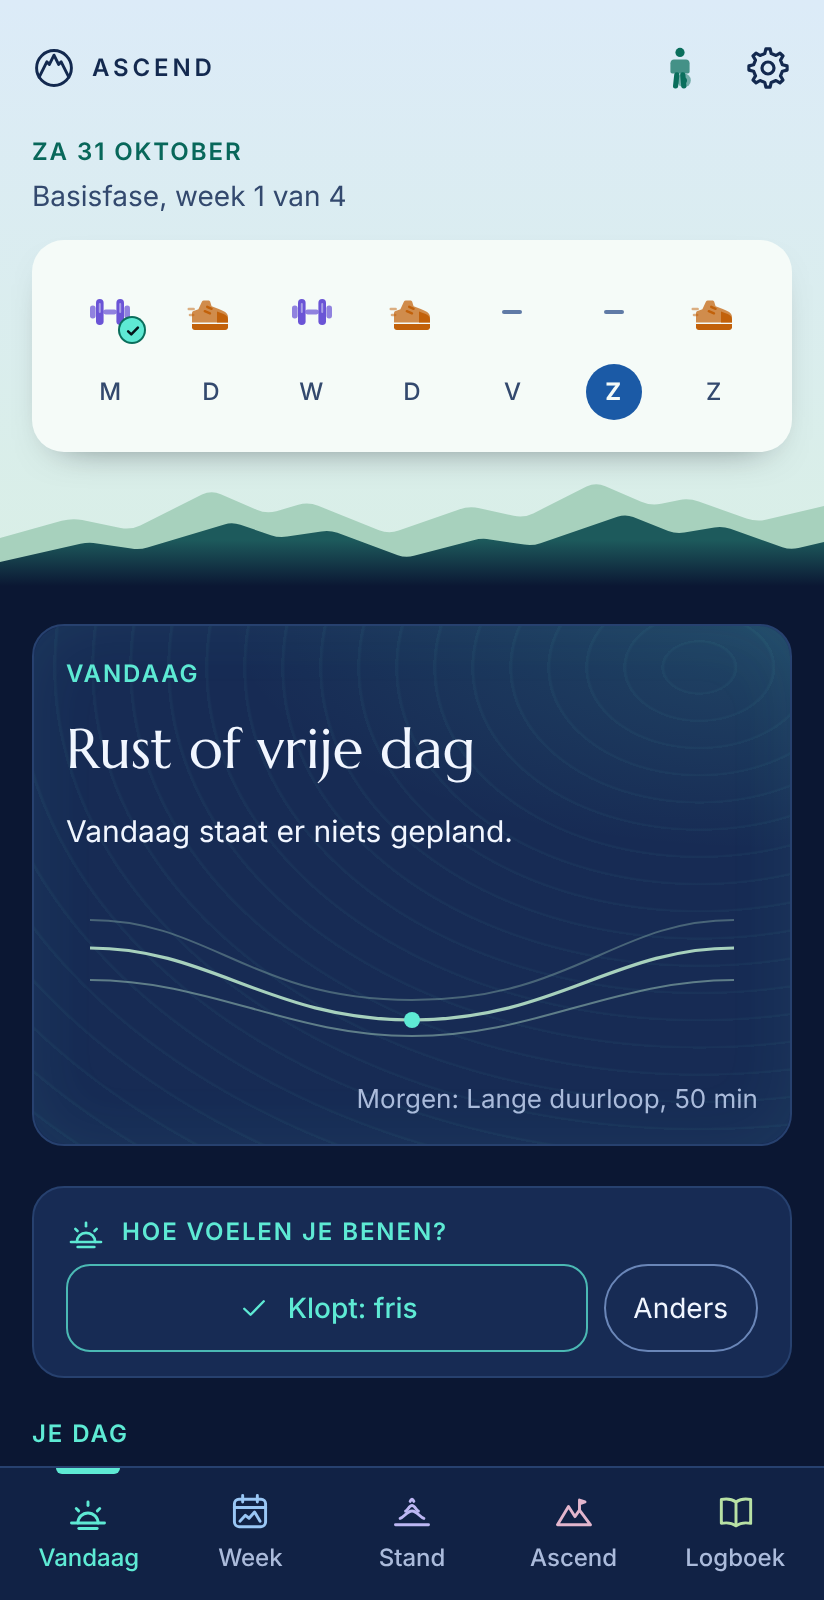 ASCEND
ZA 31 OKTOBER
Basisfase, week 1 van 4
M D W D V Z Z
VANDAAG
Rust of vrije dag
Vandaag staat er niets gepland.
Morgen: Lange duurloop, 50 min
HOE VOELEN JE BENEN?
Klopt: fris Anders
JE DAG
Vandaag Week Stand Ascend Logboek